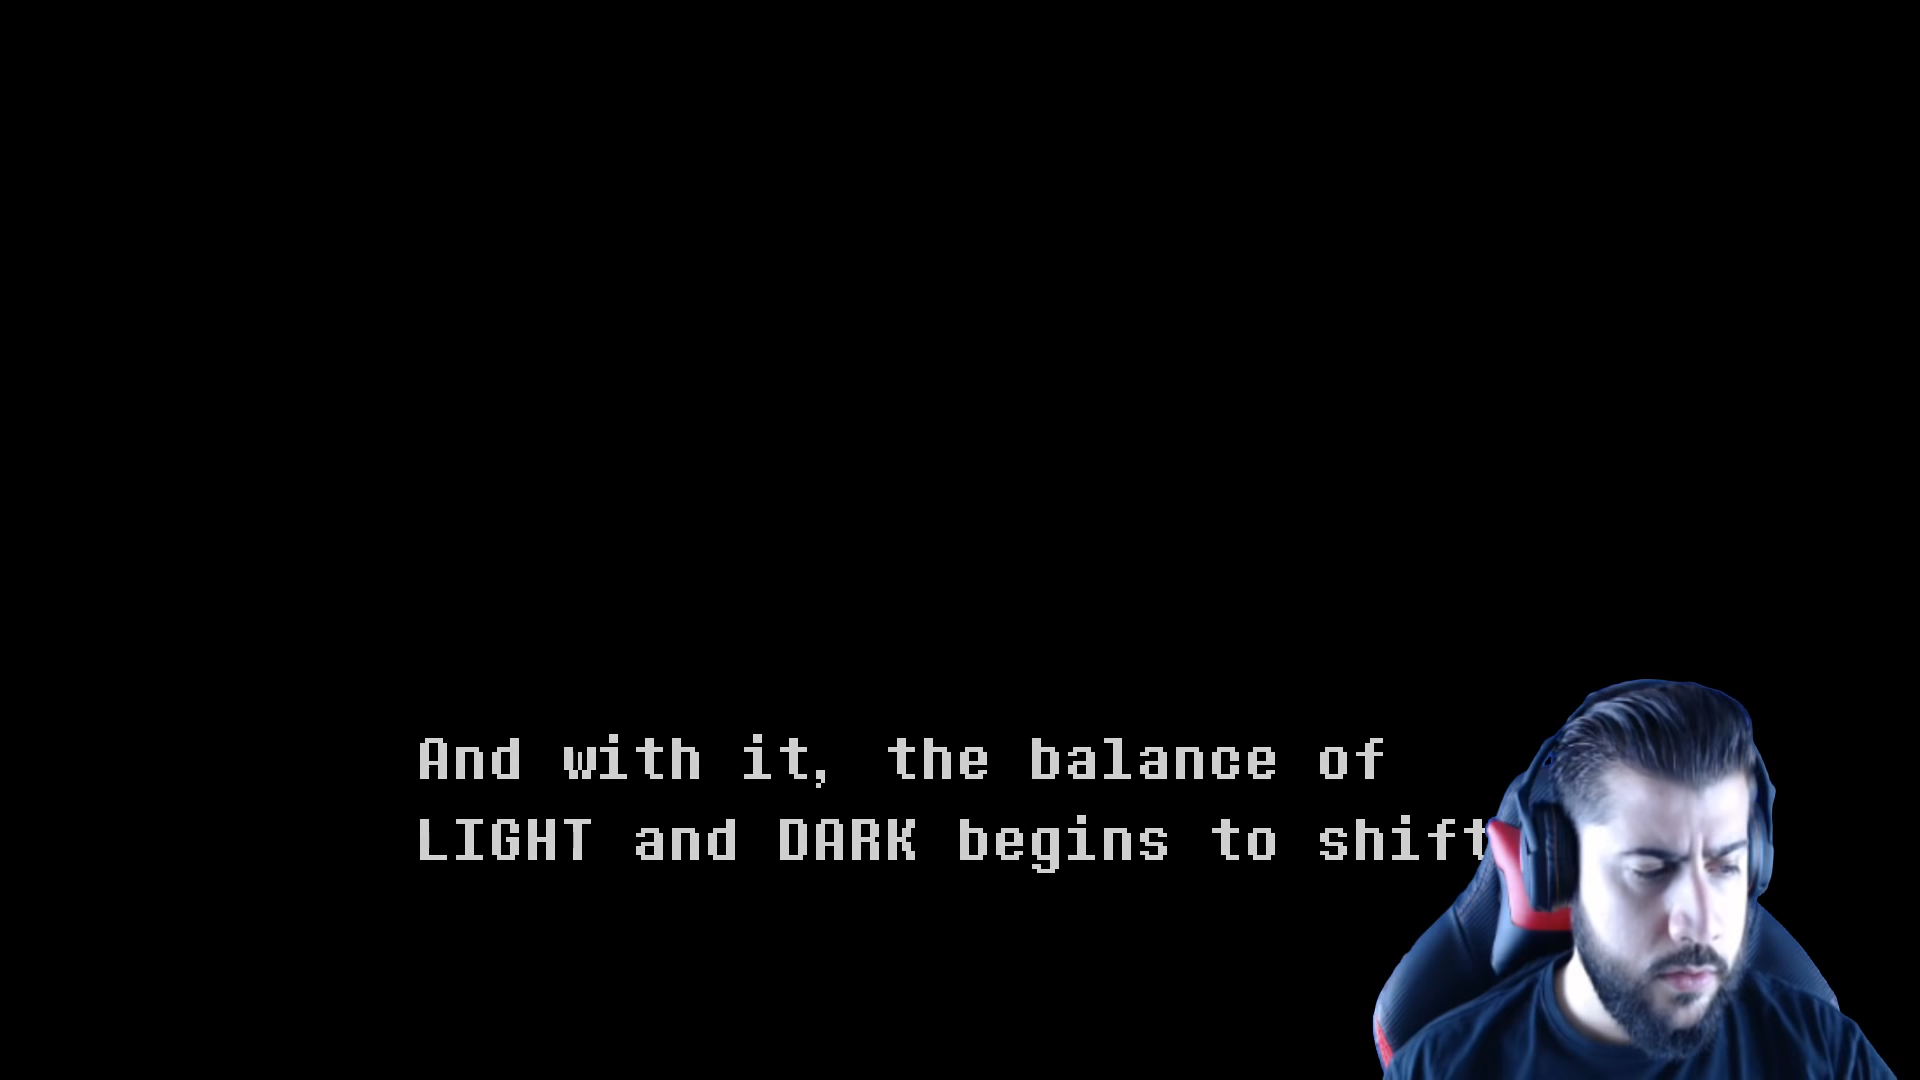 And with it, the balance of
LIGHT and DARK begins to shift